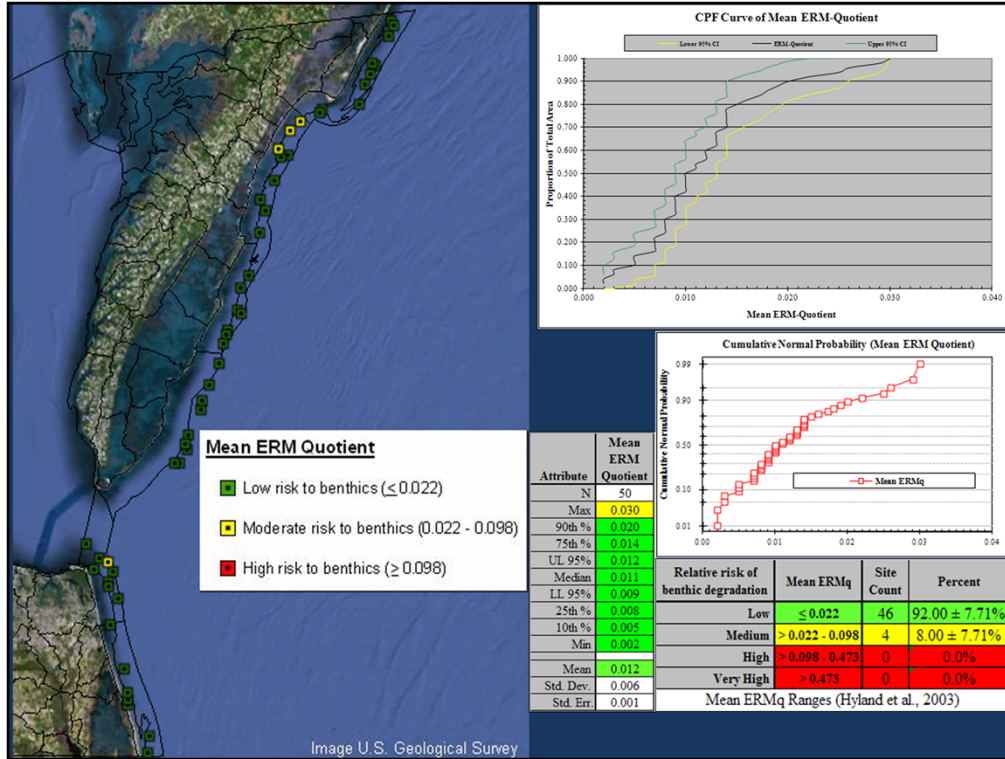 Mean ERM Quotient
Low risk to benthics (≤ 0.022)
Moderate risk to benthics (0.022 - 0.098)
High risk to benthics (≥ 0.098)
Image U.S. Geological Survey
CPF Curve of Mean ERM-Quotient
Lower 95% CI ERM-Quotient Upper 95% CI
Proportion of Total Area
1.000
0.900
0.800
0.700
0.600
0.500
0.400
0.300
0.200
0.100
0.000
0.000 0.010 0.020 0.030 0.040
Mean ERM-Quotient
Cumulative Normal Probability (Mean ERM Quotient)
Cumulative Normal Probability
0.99
0.90
0.50
0.10
0.01
Mean ERMq
0.00 0.01 0.02 0.03 0.04
Attribute Mean ERM Quotient
N 50
Max 0.030
90th % 0.020
75th % 0.014
UL 95% 0.012
Median 0.011
LL 95% 0.009
25th % 0.008
10th % 0.005
Min 0.002
Mean 0.012
Std. Dev. 0.006
Std. Err. 0.001
Relative risk of benthic degradation Mean ERMq Site Count Percent
Low ≤ 0.022 46 92.00 ± 7.71%
Medium > 0.022 - 0.098 4 8.00 ± 7.71%
High > 0.098 - 0.473 0 0.0%
Very High > 0.473 0 0.0%
Mean ERMq Ranges (Hyland et al., 2003)